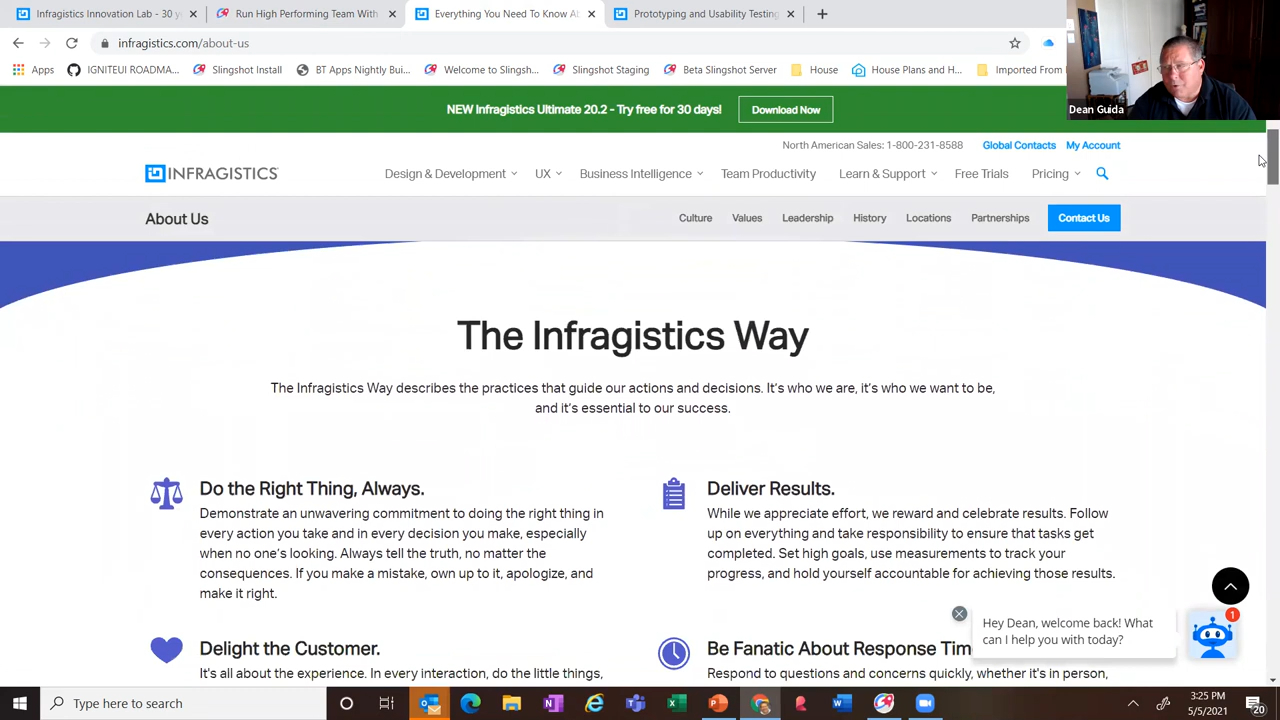 Infragistics Innovation Lab - 30 y
Run High Performing Team With
Everything You Need To Know Ab
Prototyping and Usability Testing
infragistics.com/about-us
Apps
IGNITEUI ROADMA...
Slingshot Install
BT Apps Nightly Bui...
Welcome to Slingsh...
Slingshot Staging
Beta Slingshot Server
House
House Plans and H...
Imported From
Dean Guida
NEW Infragistics Ultimate 20.2 - Try free for 30 days!
Download Now
North American Sales: 1-800-231-8588
Global Contacts
My Account
INFRAGISTICS
Design & Development
UX
Business Intelligence
Team Productivity
Learn & Support
Free Trials
Pricing
About Us
Culture
Values
Leadership
History
Locations
Partnerships
Contact Us
The Infragistics Way
The Infragistics Way describes the practices that guide our actions and decisions. It's who we are, it's who we want to be,
and it's essential to our success.
Do the Right Thing, Always.
Demonstrate an unwavering commitment to doing the right thing in
every action you take and in every decision you make, especially
when no one's looking. Always tell the truth, no matter the
consequences. If you make a mistake, own up to it, apologize, and
make it right.
Deliver Results.
While we appreciate effort, we reward and celebrate results. Follow
up on everything and take responsibility to ensure that tasks get
completed. Set high goals, use measurements to track your
progress, and hold yourself accountable for achieving those results.
Delight the Customer.
It's all about the experience. In every interaction, do the little things,
Be Fanatic About Response Tim
Respond to questions and concerns quickly, whether it's in person,
Hey Dean, welcome back! What
can I help you with today?
1
Type here to search
3:25 PM
5/5/2021
20